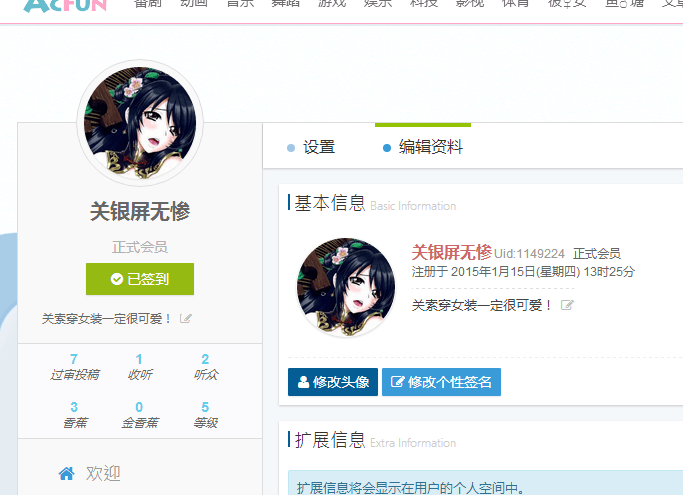 AcFUN 番剧 动画 音乐 舞蹈 游戏 娱乐 科技 影视 体育 彼 女 鱼 塘 文章
关银屏无惨
正式会员
已签到
关索穿女装一定很可爱！
7 1 2
过审投稿 收听 听众
3 0 5
香蕉 金香蕉 等级
欢迎
设置 编辑资料
基本信息 Basic Information
关银屏无惨 Uid:1149224 正式会员
注册于 2015年1月15日(星期四) 13时25分
关索穿女装一定很可爱！
修改头像 修改个性签名
扩展信息 Extra Information
扩展信息将会显示在用户的个人空间中。